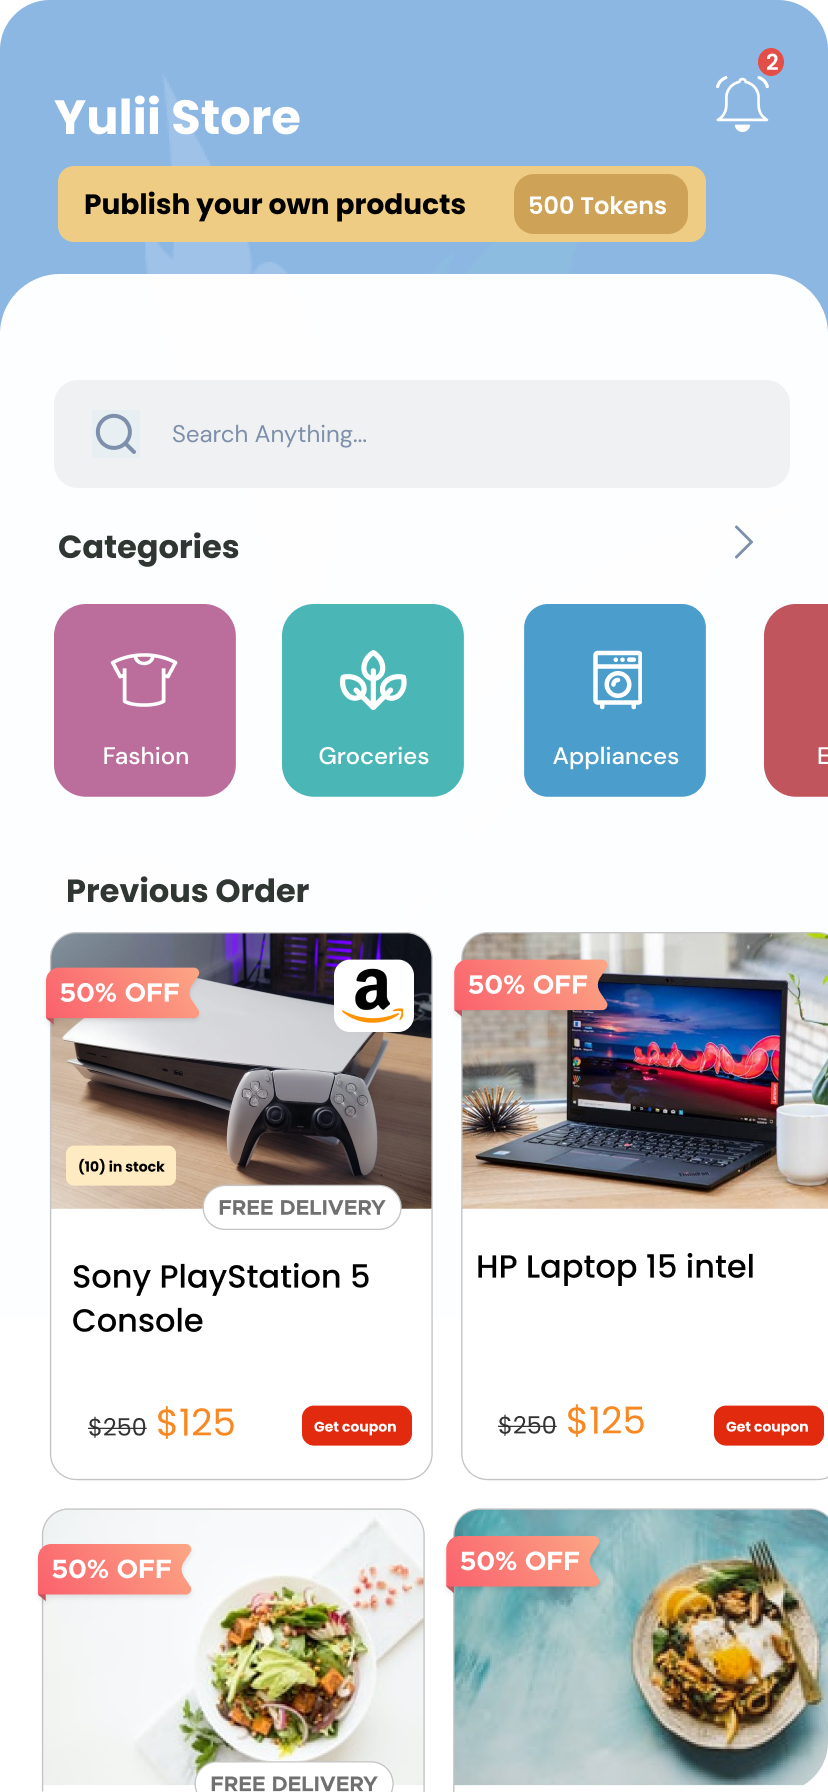 2
Yulii Store
Publish your own products
500 Tokens
Search Anything...
Categories
Fashion
Groceries
Appliances
E
Previous Order
50% OFF
a
50% OFF
(10) in stock
FREE DELIVERY
Sony PlayStation 5
Console
HP Laptop 15 intel
$250 $125
Get coupon
$250 $125
Get coupon
50% OFF
50% OFF
FREE DELIVERY